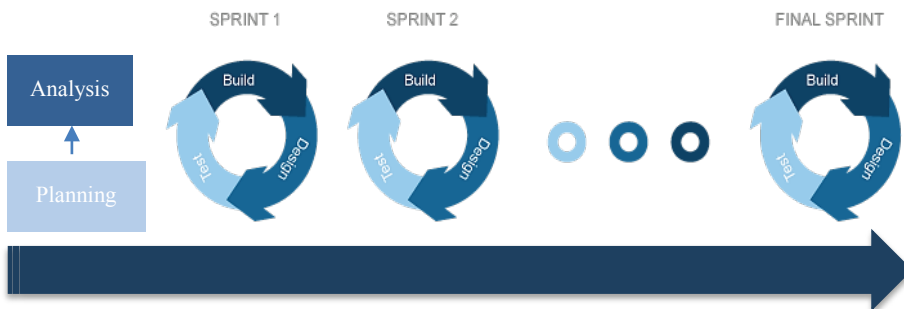 SPRINT 1
SPRINT 2
FINAL SPRINT
Analysis
Planning
Build
Design
Test
Build
Design
Test
Build
Design
Test